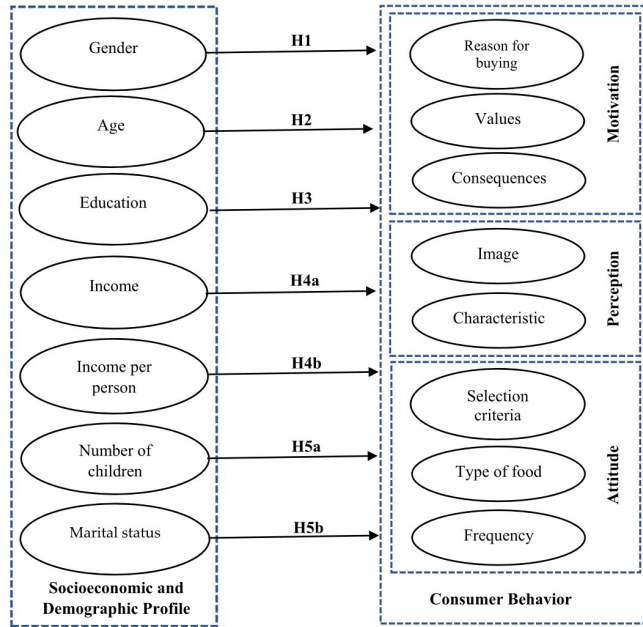 Gender
Age
Education
Income
Income per
person
Number of
children
Marital status
Socioeconomic and
Demographic Profile
H1
H2
H3
H4a
H4b
H5a
H5b
Reason for
buying
Values
Consequences
Motivation
Image
Characteristic
Perception
Selection
criteria
Type of food
Frequency
Attitude
Consumer Behavior